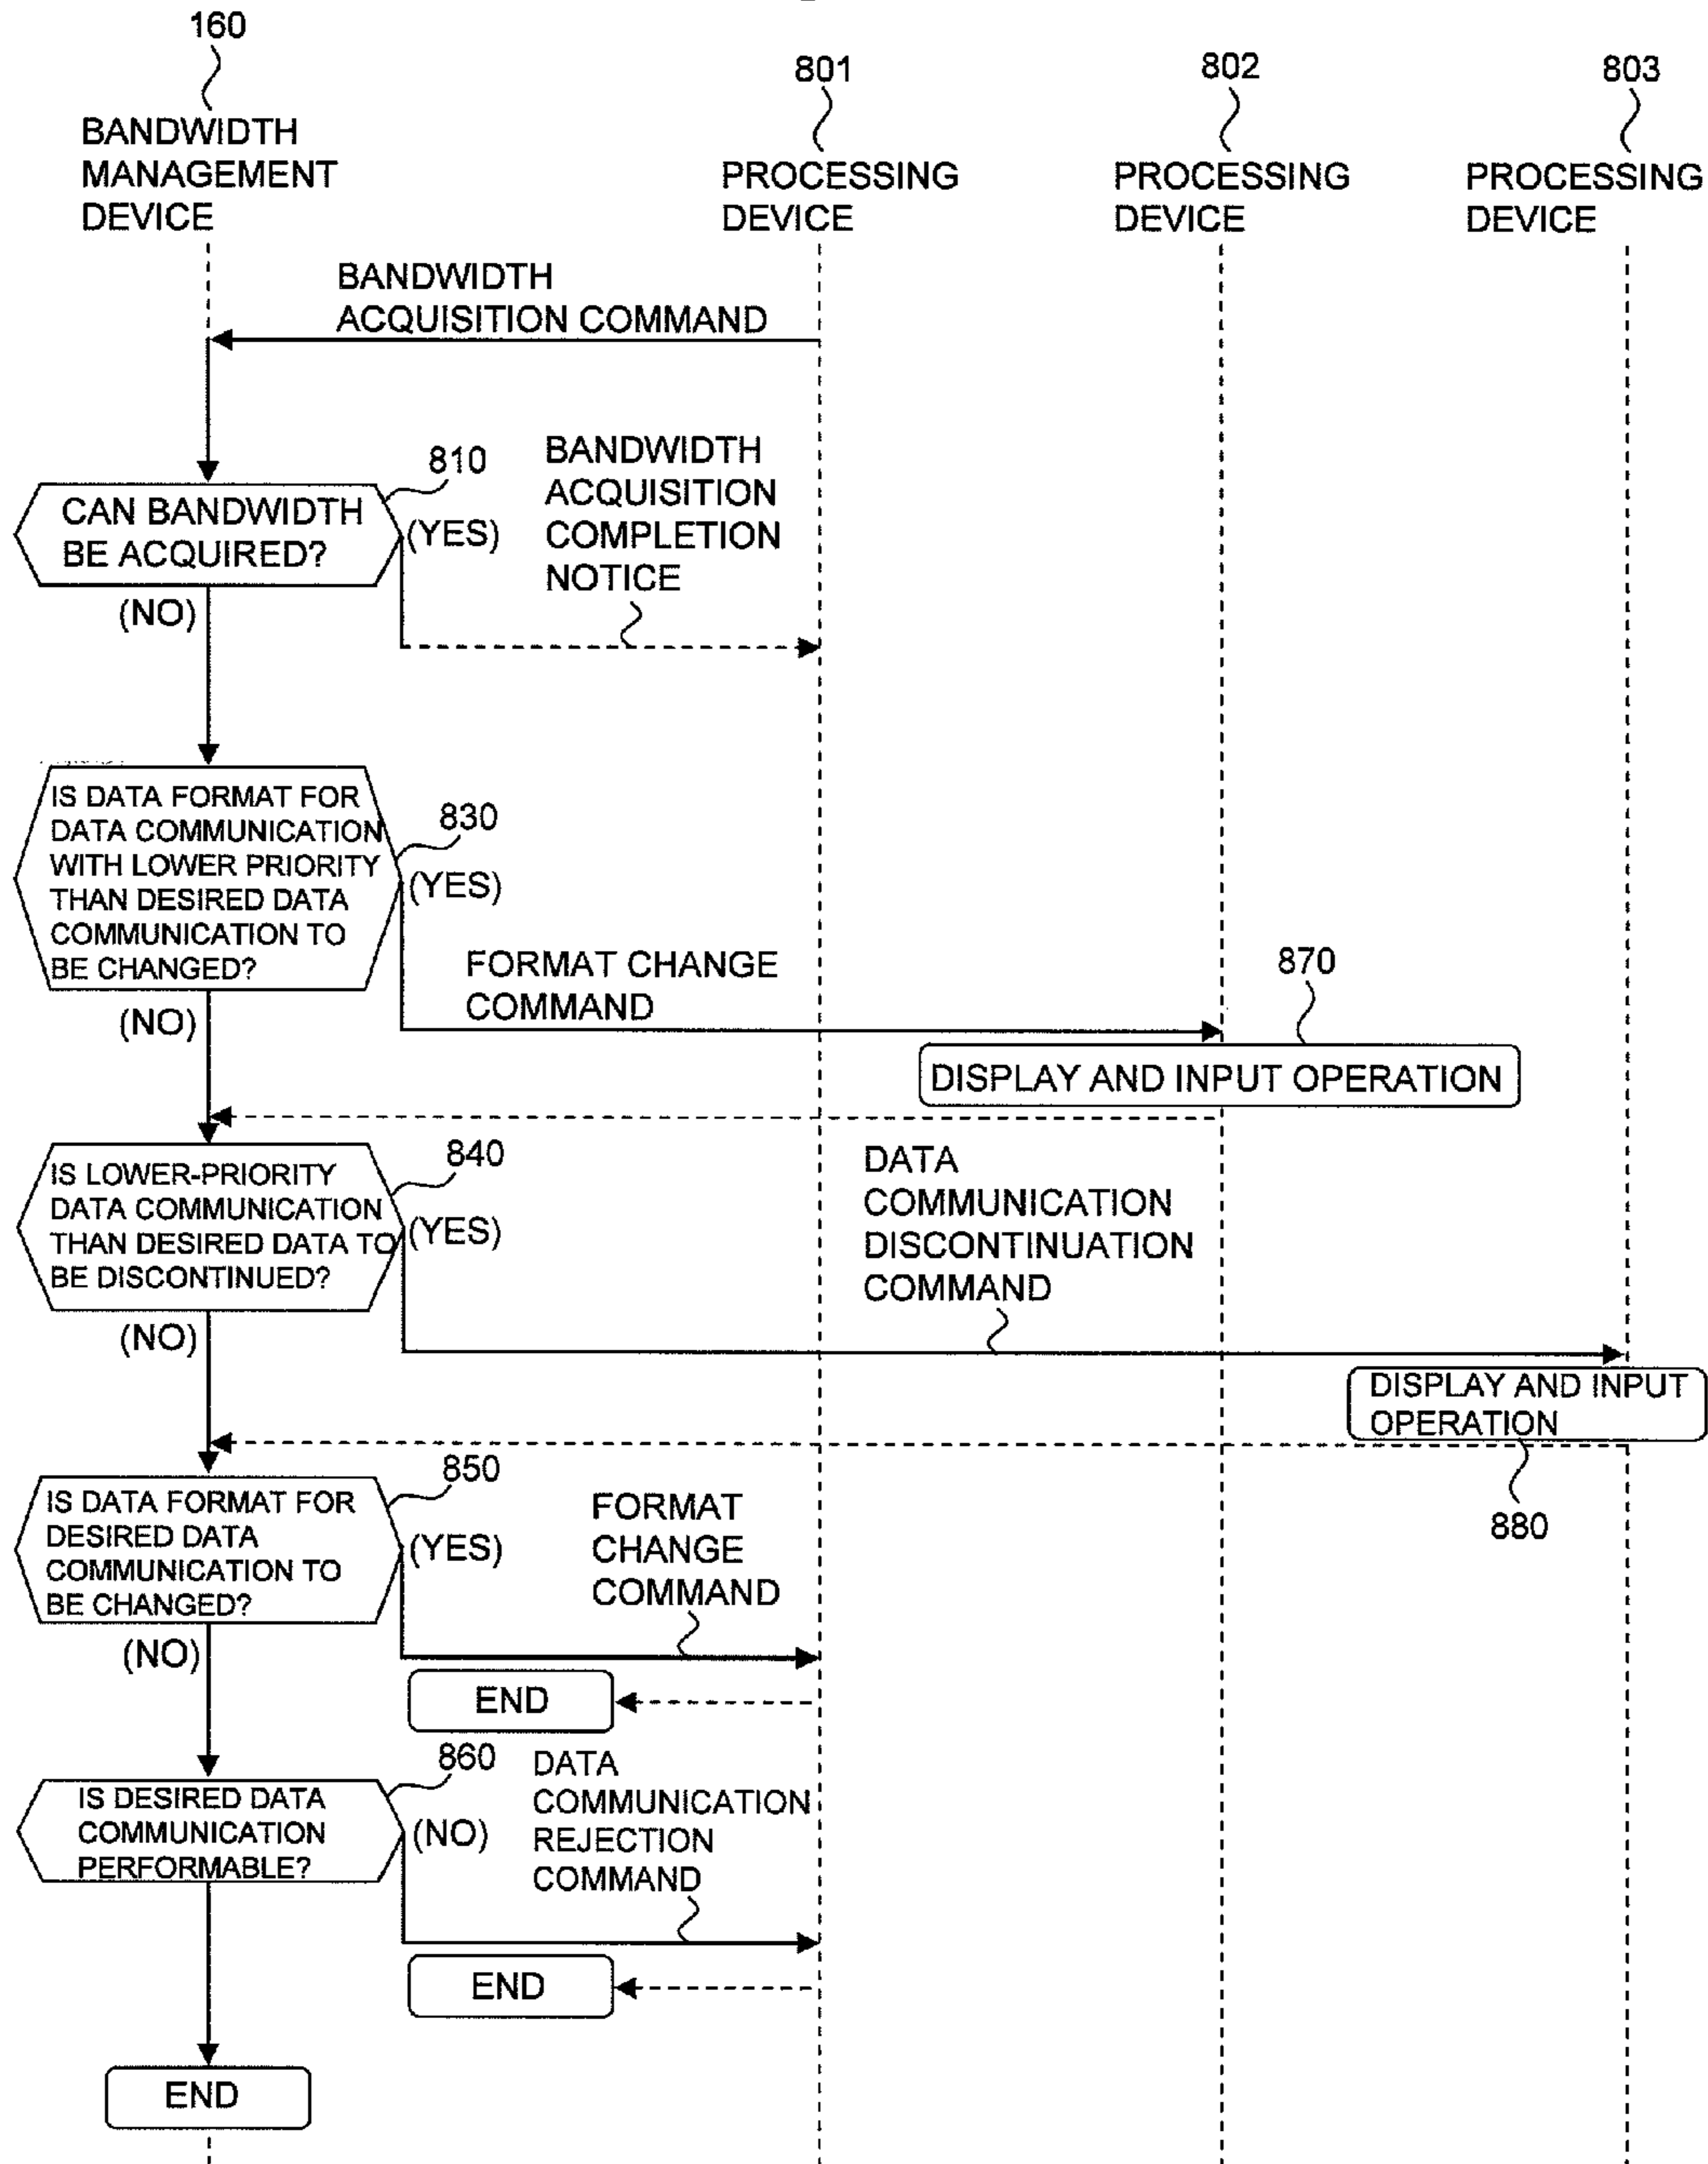 160
801
802
803
BANDWIDTH
MANAGEMENT
DEVICE
PROCESSING
DEVICE
PROCESSING
DEVICE
PROCESSING
DEVICE
BANDWIDTH
ACQUISITION COMMAND
810
CAN BANDWIDTH
BE ACQUIRED?
(YES)
(NO)
BANDWIDTH
ACQUISITION
COMPLETION
NOTICE
830
IS DATA FORMAT FOR
DATA COMMUNICATION
WITH LOWER PRIORITY
THAN DESIRED DATA
COMMUNICATION TO
BE CHANGED?
(YES)
(NO)
FORMAT CHANGE
COMMAND
870
DISPLAY AND INPUT OPERATION
840
IS LOWER-PRIORITY
DATA COMMUNICATION
THAN DESIRED DATA TO
BE DISCONTINUED?
(YES)
(NO)
DATA
COMMUNICATION
DISCONTINUATION
COMMAND
DISPLAY AND INPUT
OPERATION
880
850
IS DATA FORMAT FOR
DESIRED DATA
COMMUNICATION TO
BE CHANGED?
(YES)
(NO)
FORMAT
CHANGE
COMMAND
END
860
IS DESIRED DATA
COMMUNICATION
PERFORMABLE?
(NO)
DATA
COMMUNICATION
REJECTION
COMMAND
END
END